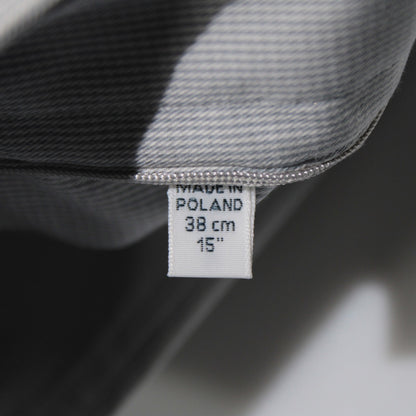 MADE IN
POLAND
38 cm
15"